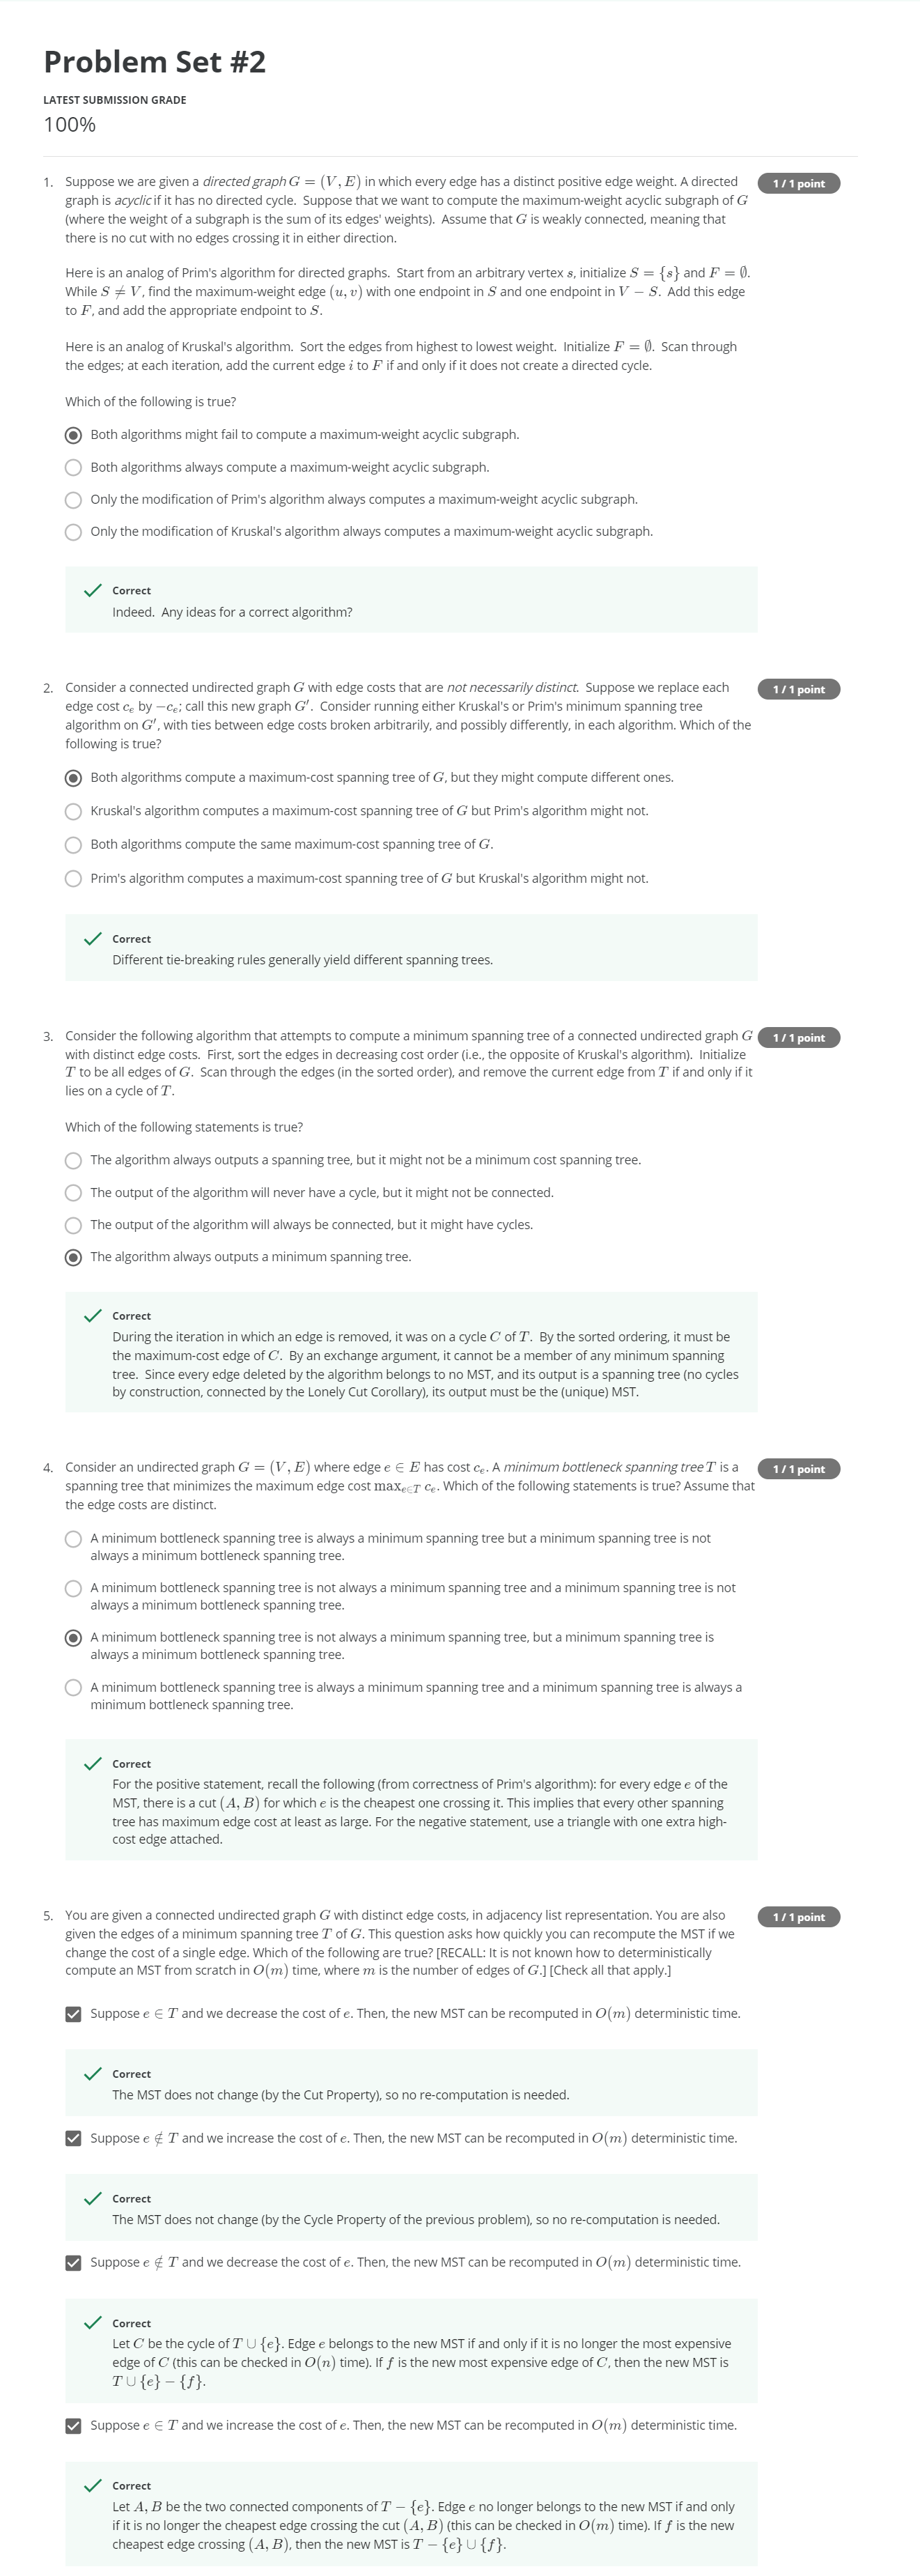 Problem Set #2
LATEST SUBMISSION GRADE
100%
1. Suppose we are given a directed graph G = (V, E) in which every edge has a distinct positive edge weight. A directed
1 / 1 point
graph is acyclic if it has no directed cycle. Suppose that we want to compute the maximum-weight acyclic subgraph of G
(where the weight of a subgraph is the sum of its edges' weights). Assume that G is weakly connected, meaning that
there is no cut with no edges crossing it in either direction.
Here is an analog of Prim's algorithm for directed graphs. Start from an arbitrary vertex s, initialize S = {s} and F = ∅.
While S ≠ V, find the maximum-weight edge (u, v) with one endpoint in S and one endpoint in V − S. Add this edge
to F, and add the appropriate endpoint to S.
Here is an analog of Kruskal's algorithm. Sort the edges from highest to lowest weight. Initialize F = ∅. Scan through
the edges; at each iteration, add the current edge i to F if and only if it does not create a directed cycle.
Which of the following is true?
Both algorithms might fail to compute a maximum-weight acyclic subgraph.
Both algorithms always compute a maximum-weight acyclic subgraph.
Only the modification of Prim's algorithm always computes a maximum-weight acyclic subgraph.
Only the modification of Kruskal's algorithm always computes a maximum-weight acyclic subgraph.
Correct
Indeed. Any ideas for a correct algorithm?
2. Consider a connected undirected graph G with edge costs that are not necessarily distinct. Suppose we replace each
1 / 1 point
edge cost cₑ by −cₑ; call this new graph G′. Consider running either Kruskal's or Prim's minimum spanning tree
algorithm on G′, with ties between edge costs broken arbitrarily, and possibly differently, in each algorithm. Which of the
following is true?
Both algorithms compute a maximum-cost spanning tree of G, but they might compute different ones.
Kruskal's algorithm computes a maximum-cost spanning tree of G but Prim's algorithm might not.
Both algorithms compute the same maximum-cost spanning tree of G.
Prim's algorithm computes a maximum-cost spanning tree of G but Kruskal's algorithm might not.
Correct
Different tie-breaking rules generally yield different spanning trees.
3. Consider the following algorithm that attempts to compute a minimum spanning tree of a connected undirected graph G
1 / 1 point
with distinct edge costs. First, sort the edges in decreasing cost order (i.e., the opposite of Kruskal's algorithm). Initialize
T to be all edges of G. Scan through the edges (in the sorted order), and remove the current edge from T if and only if it
lies on a cycle of T.
Which of the following statements is true?
The algorithm always outputs a spanning tree, but it might not be a minimum cost spanning tree.
The output of the algorithm will never have a cycle, but it might not be connected.
The output of the algorithm will always be connected, but it might have cycles.
The algorithm always outputs a minimum spanning tree.
Correct
During the iteration in which an edge is removed, it was on a cycle C of T. By the sorted ordering, it must be
the maximum-cost edge of C. By an exchange argument, it cannot be a member of any minimum spanning
tree. Since every edge deleted by the algorithm belongs to no MST, and its output is a spanning tree (no cycles
by construction, connected by the Lonely Cut Corollary), its output must be the (unique) MST.
4. Consider an undirected graph G = (V, E) where edge e ∈ E has cost cₑ. A minimum bottleneck spanning tree T is a
1 / 1 point
spanning tree that minimizes the maximum edge cost max_{e∈T} cₑ. Which of the following statements is true? Assume that
the edge costs are distinct.
A minimum bottleneck spanning tree is always a minimum spanning tree but a minimum spanning tree is not
always a minimum bottleneck spanning tree.
A minimum bottleneck spanning tree is not always a minimum spanning tree and a minimum spanning tree is not
always a minimum bottleneck spanning tree.
A minimum bottleneck spanning tree is not always a minimum spanning tree, but a minimum spanning tree is
always a minimum bottleneck spanning tree.
A minimum bottleneck spanning tree is always a minimum spanning tree and a minimum spanning tree is always a
minimum bottleneck spanning tree.
Correct
For the positive statement, recall the following (from correctness of Prim's algorithm): for every edge e of the
MST, there is a cut (A, B) for which e is the cheapest one crossing it. This implies that every other spanning
tree has maximum edge cost at least as large. For the negative statement, use a triangle with one extra high-
cost edge attached.
5. You are given a connected undirected graph G with distinct edge costs, in adjacency list representation. You are also
1 / 1 point
given the edges of a minimum spanning tree T of G. This question asks how quickly you can recompute the MST if we
change the cost of a single edge. Which of the following are true? [RECALL: It is not known how to deterministically
compute an MST from scratch in O(m) time, where m is the number of edges of G.] [Check all that apply.]
Suppose e ∈ T and we decrease the cost of e. Then, the new MST can be recomputed in O(m) deterministic time.
Correct
The MST does not change (by the Cut Property), so no re-computation is needed.
Suppose e ∉ T and we increase the cost of e. Then, the new MST can be recomputed in O(m) deterministic time.
Correct
The MST does not change (by the Cycle Property of the previous problem), so no re-computation is needed.
Suppose e ∉ T and we decrease the cost of e. Then, the new MST can be recomputed in O(m) deterministic time.
Correct
Let C be the cycle of T ∪ {e}. Edge e belongs to the new MST if and only if it is no longer the most expensive
edge of C (this can be checked in O(n) time). If f is the new most expensive edge of C, then the new MST is
T ∪ {e} − {f}.
Suppose e ∈ T and we increase the cost of e. Then, the new MST can be recomputed in O(m) deterministic time.
Correct
Let A, B be the two connected components of T − {e}. Edge e no longer belongs to the new MST if and only
if it is no longer the cheapest edge crossing the cut (A, B) (this can be checked in O(m) time). If f is the new
cheapest edge crossing (A, B), then the new MST is T − {e} ∪ {f}.